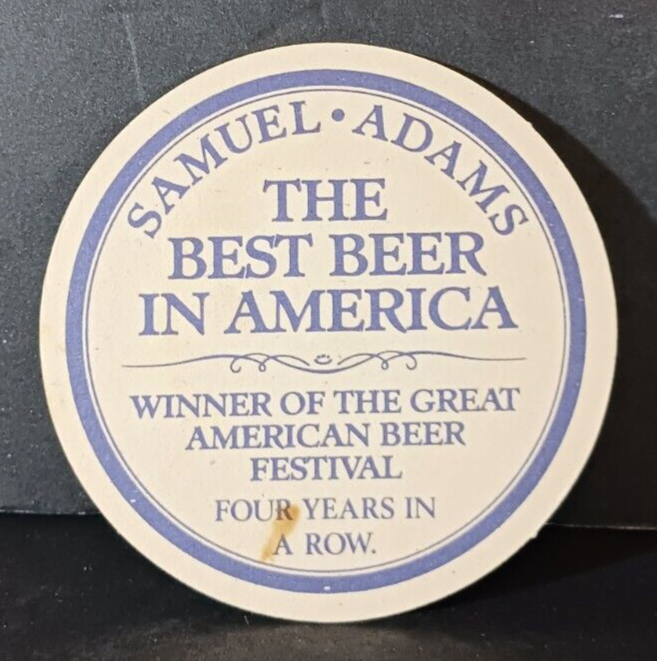 SAMUEL • ADAMS
THE
BEST BEER
IN AMERICA
WINNER OF THE GREAT
AMERICAN BEER
FESTIVAL
FOUR YEARS IN
A ROW.